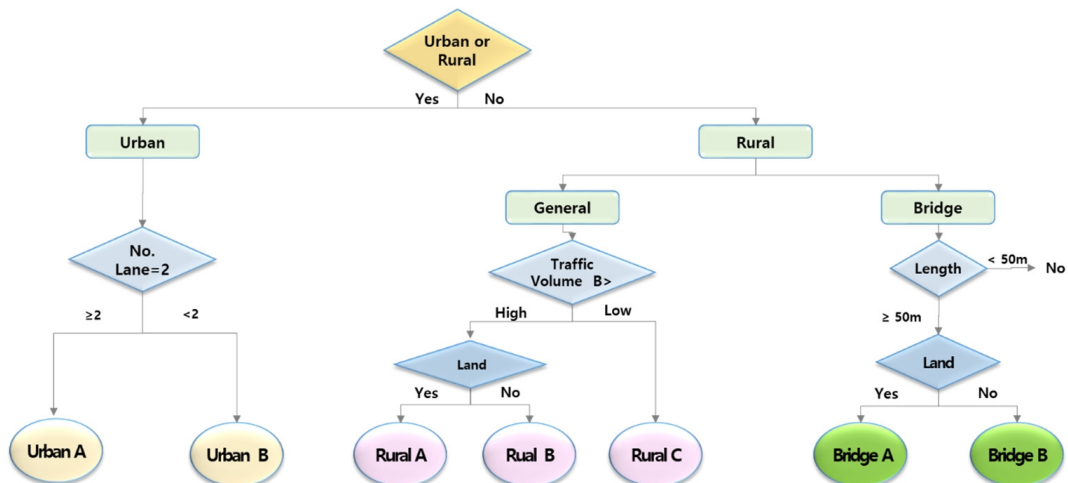 Urban or
Rural
Yes
No
Urban
Rural
General
Bridge
No.
Lane=2
Traffic
Volume B>
Length
< 50m
No
≥2
<2
High
Low
≥ 50m
Land
Land
Yes
No
Yes
No
Urban A
Urban B
Rural A
Rual B
Rural C
Bridge A
Bridge B